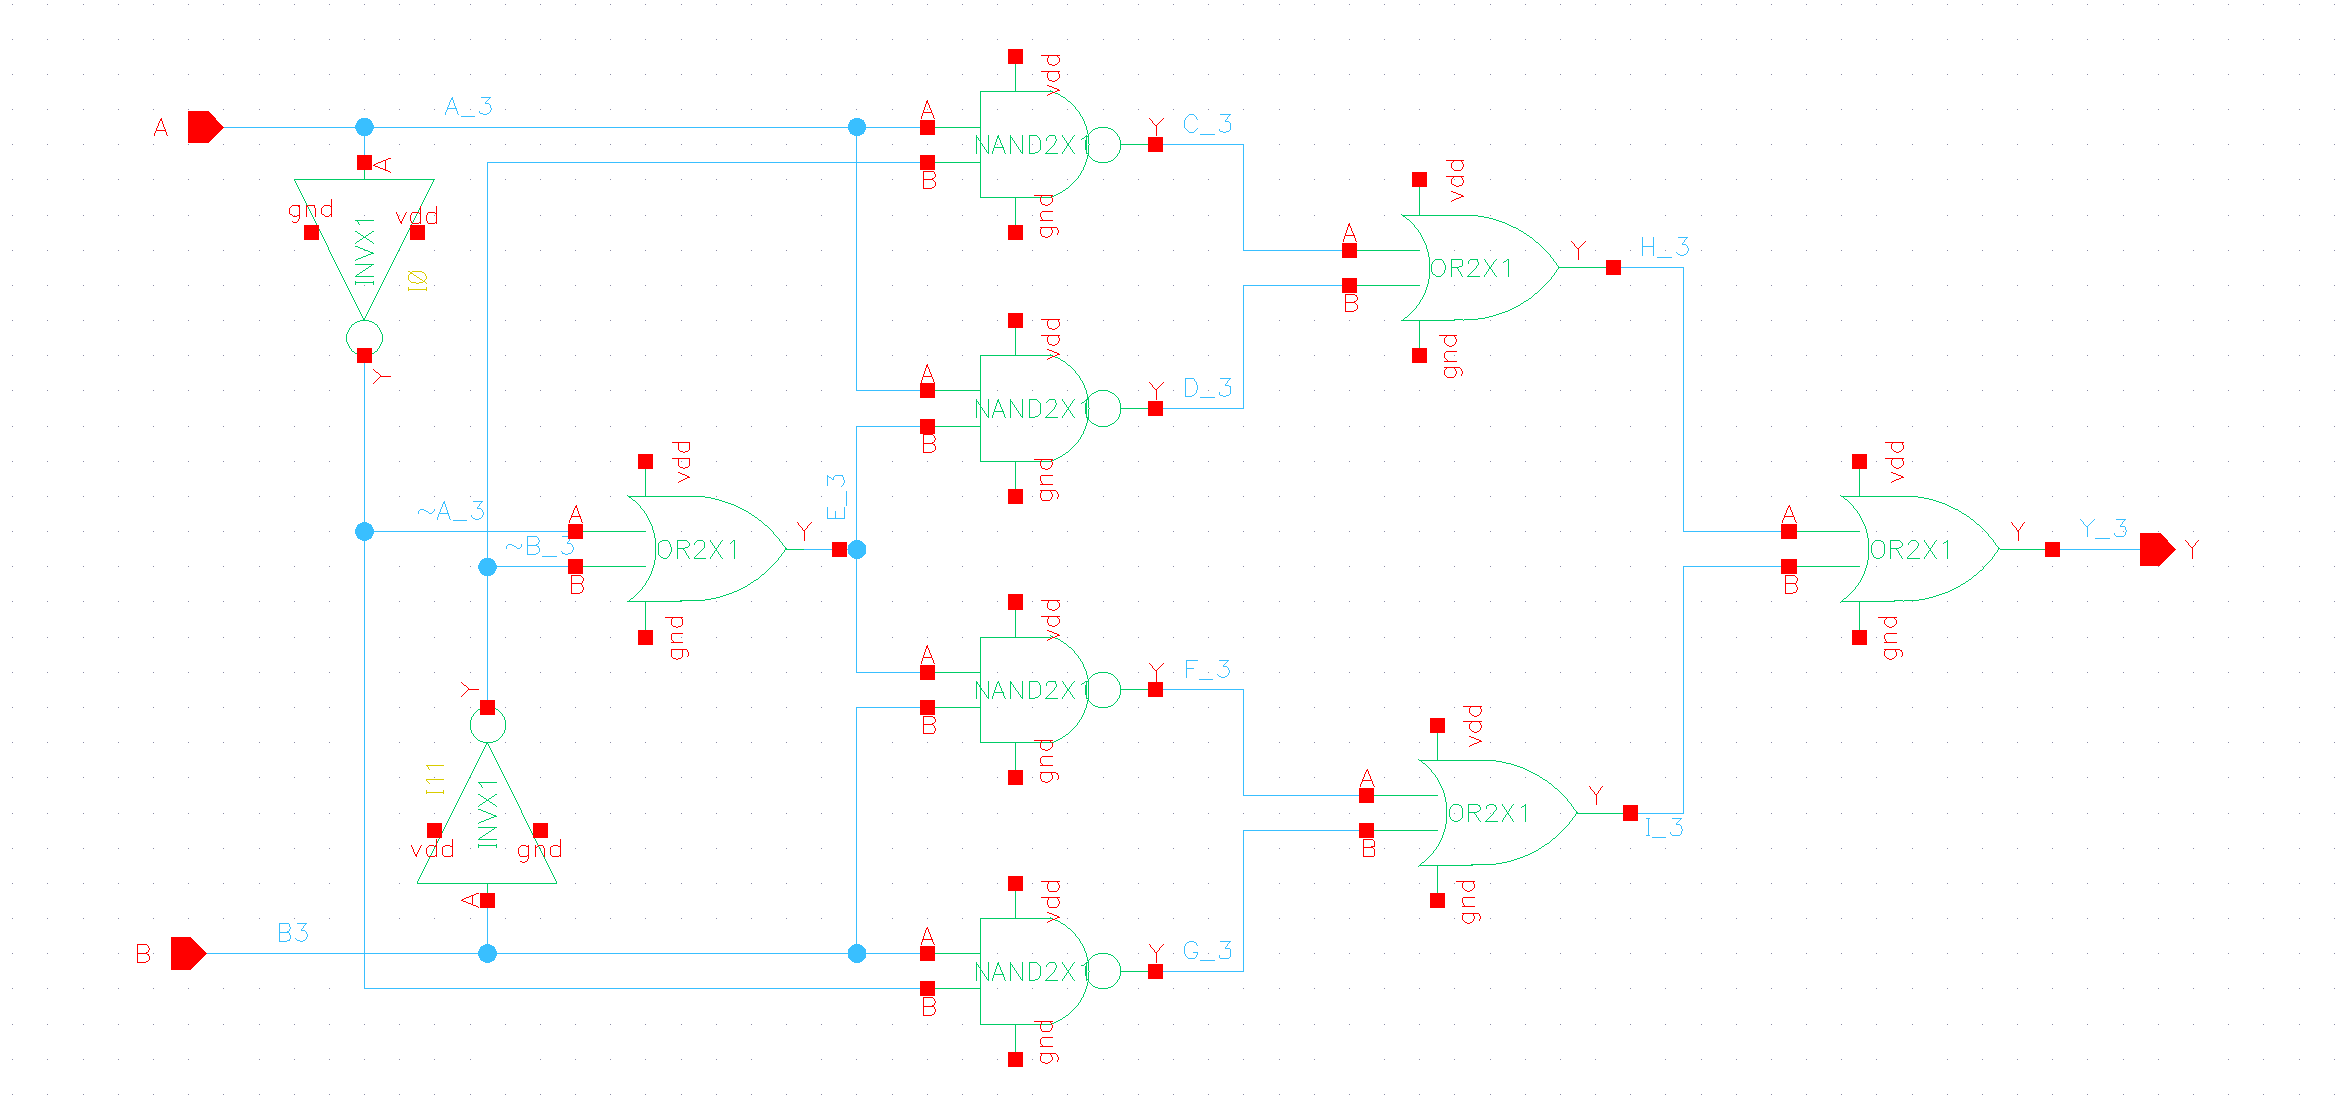 vdd
A_3
A
C_3
Y
A
NAND2X1
A
B
gnd
vdd
gnd
vdd
INVX1
A
H_3
Y
OR2X1
I0
B
vdd
gnd
Y
A
D_3
Y
NAND2X1
B
gnd
vdd
vdd
E_3
~A_3
A
Y
A
Y
Y_3
~B_3
OR2X1
OR2X1
Y
B
B
gnd
vdd
gnd
A
F_3
Y
Y
NAND2X1
B
vdd
gnd
I11
INVX1
A
Y
OR2X1
I_3
vdd
gnd
B
A
vdd
gnd
B3
A
G_3
B
Y
NAND2X1
B
gnd